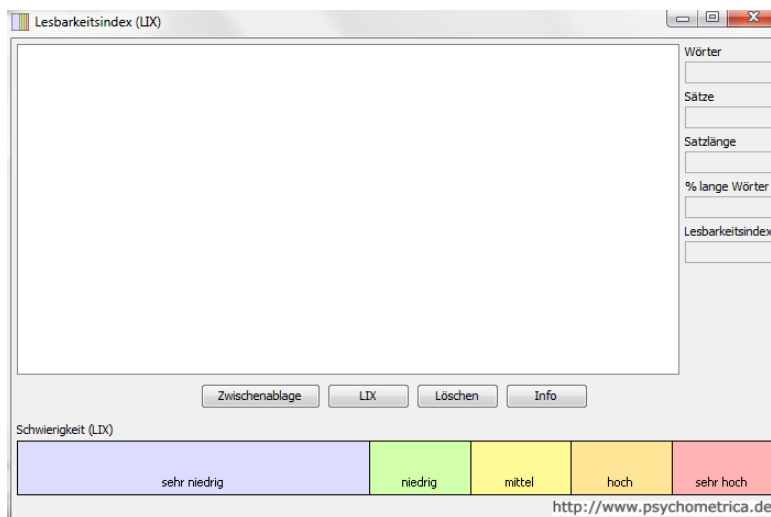 Lesbarkeitsindex (LIX)
Wörter
Sätze
Satzlänge
% lange Wörter
Lesbarkeitsindex
Zwischenablage LIX Löschen Info
Schwierigkeit (LIX)
sehr niedrig niedrig mittel hoch sehr hoch
http://www.psychometrica.de